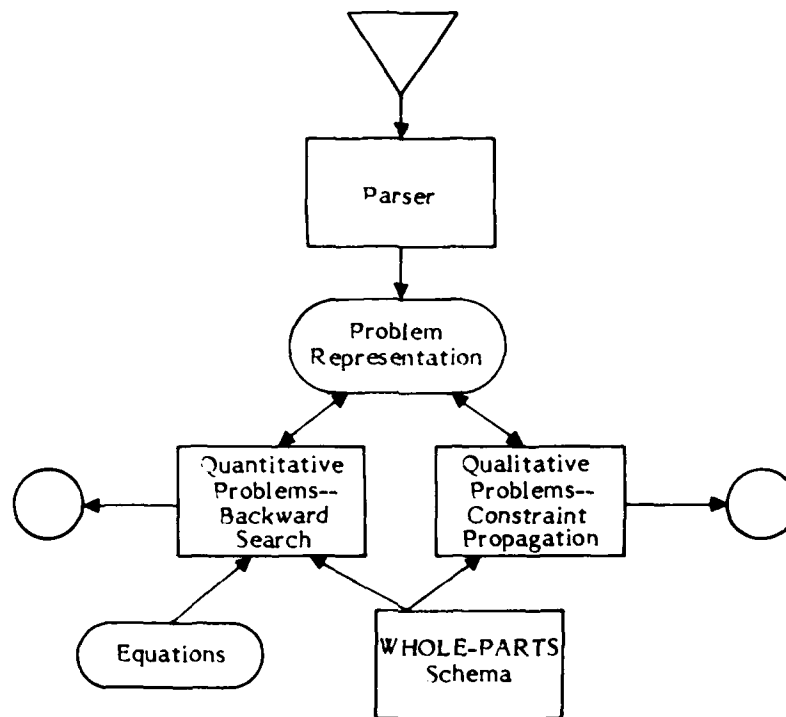 Parser
Problem
Representation
Quantitative
Problems--
Backward
Search
Qualitative
Problems--
Constraint
Propagation
Equations
WHOLE-PARTS
Schema